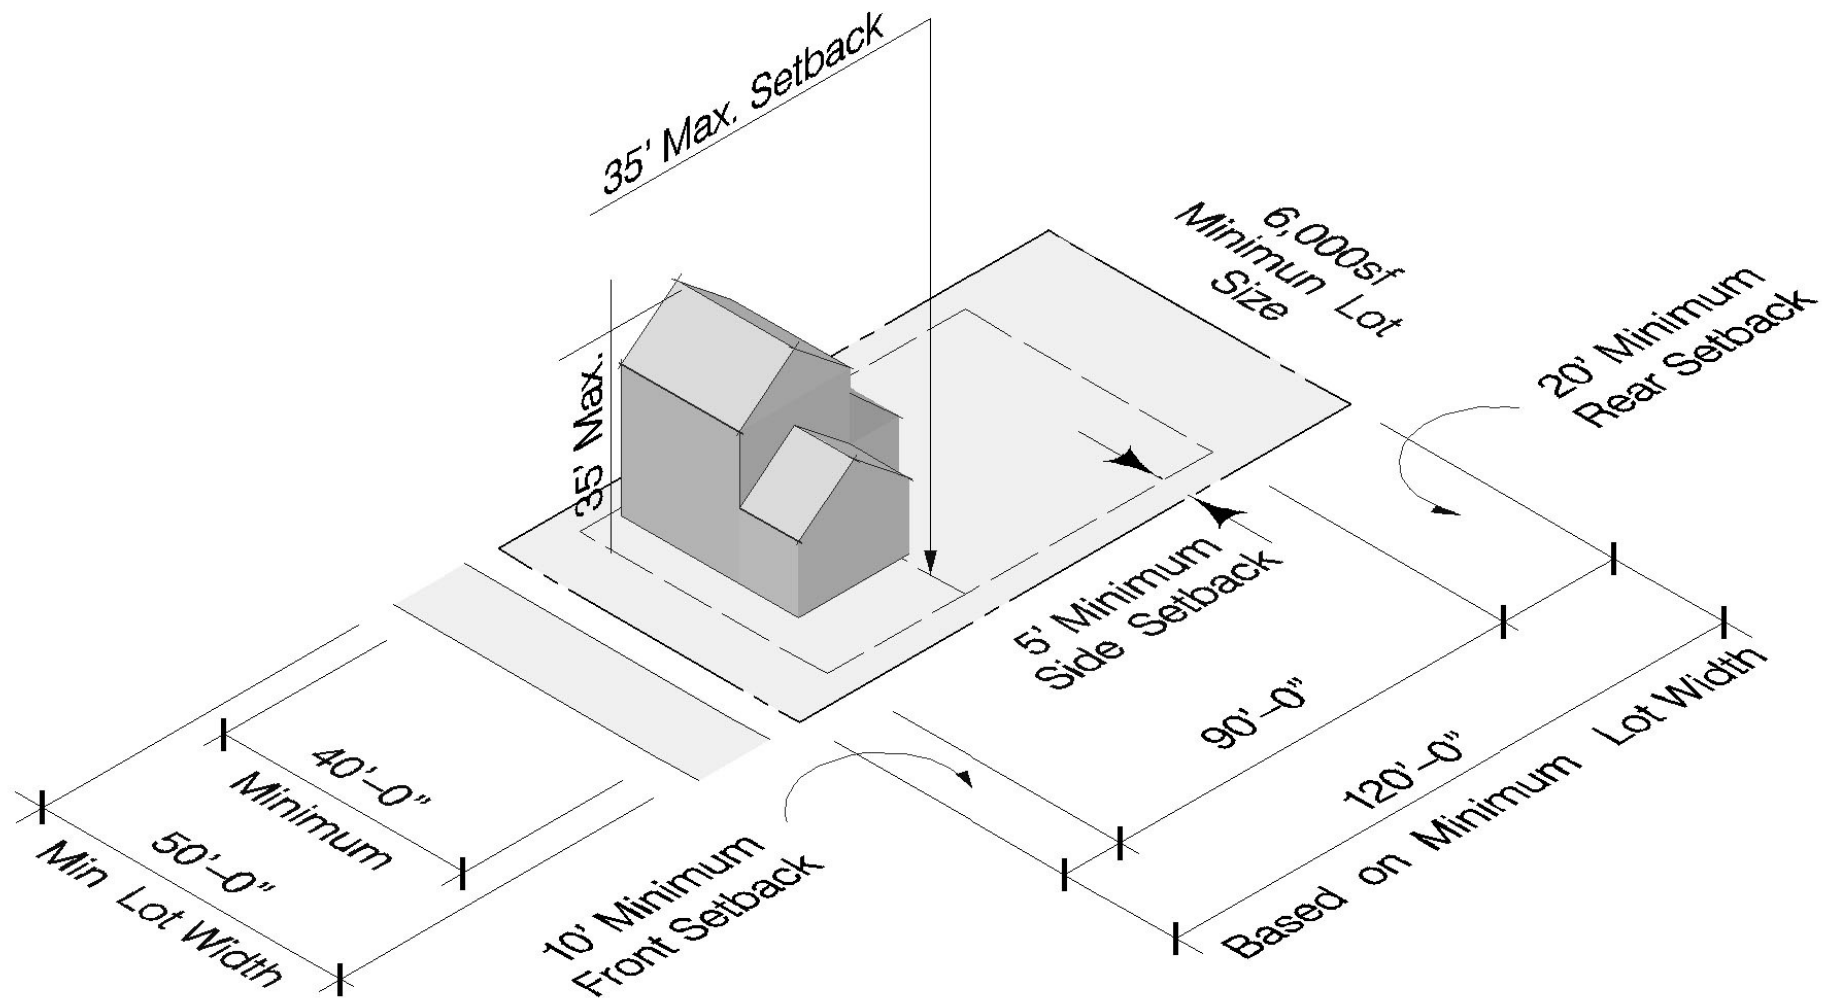 35' Max. Setback
6,000sf
Minimun Lot
Size
20' Minimum
Rear Setback
35' Max.
5' Minimum
Side Setback
90'–0"
120'–0"
Based on Minimum Lot Width
40'–0"
Minimum
50'–0"
Min Lot Width
10' Minimum
Front Setback